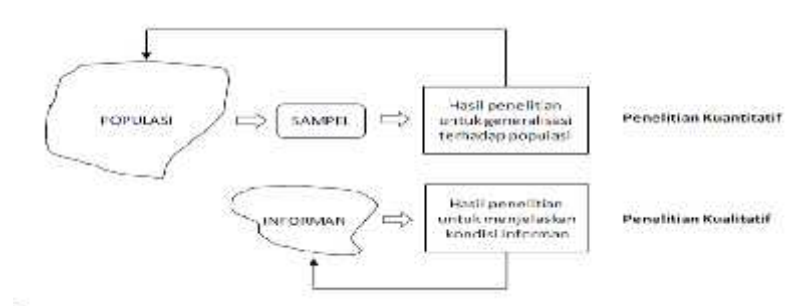 POPULASI
SAMPEL
Hasil penelitian
untuk generalisasi
terhadap populasi
Penelitian Kuantitatif
INFORMAN
Hasil penelitian
untuk menjelaskan
kondisi informan
Penelitian Kualitatif